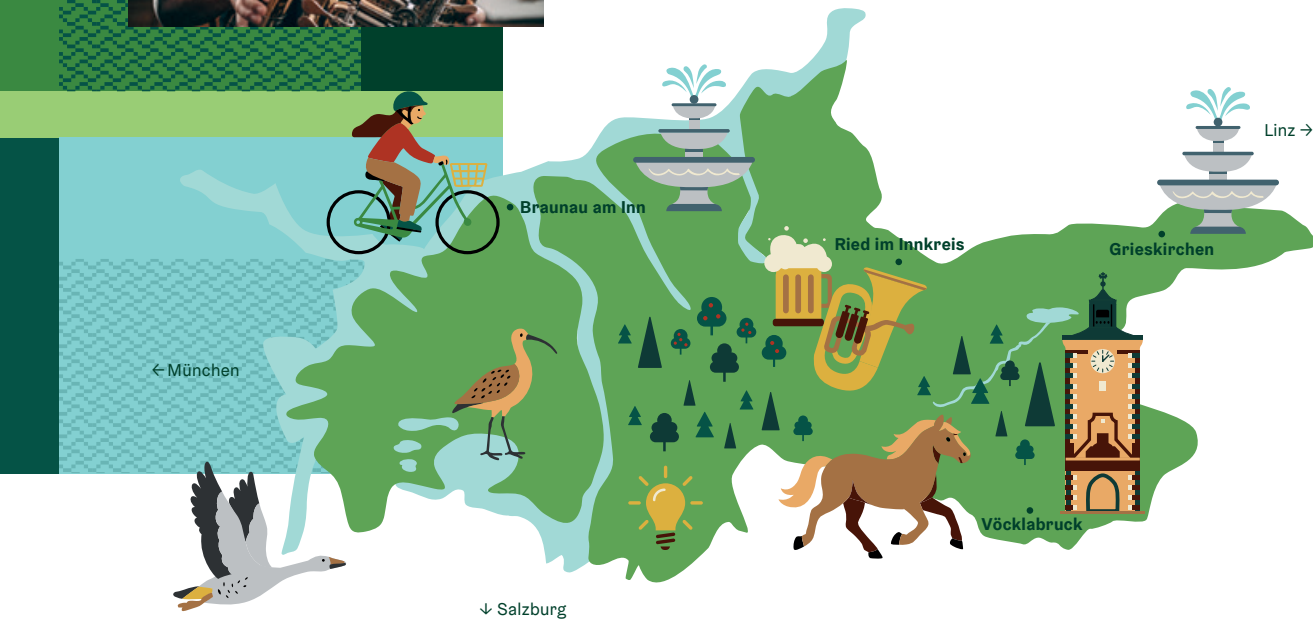 Linz →
Braunau am Inn
Ried im Innkreis
Grieskirchen
← München
Vöcklabruck
↓ Salzburg